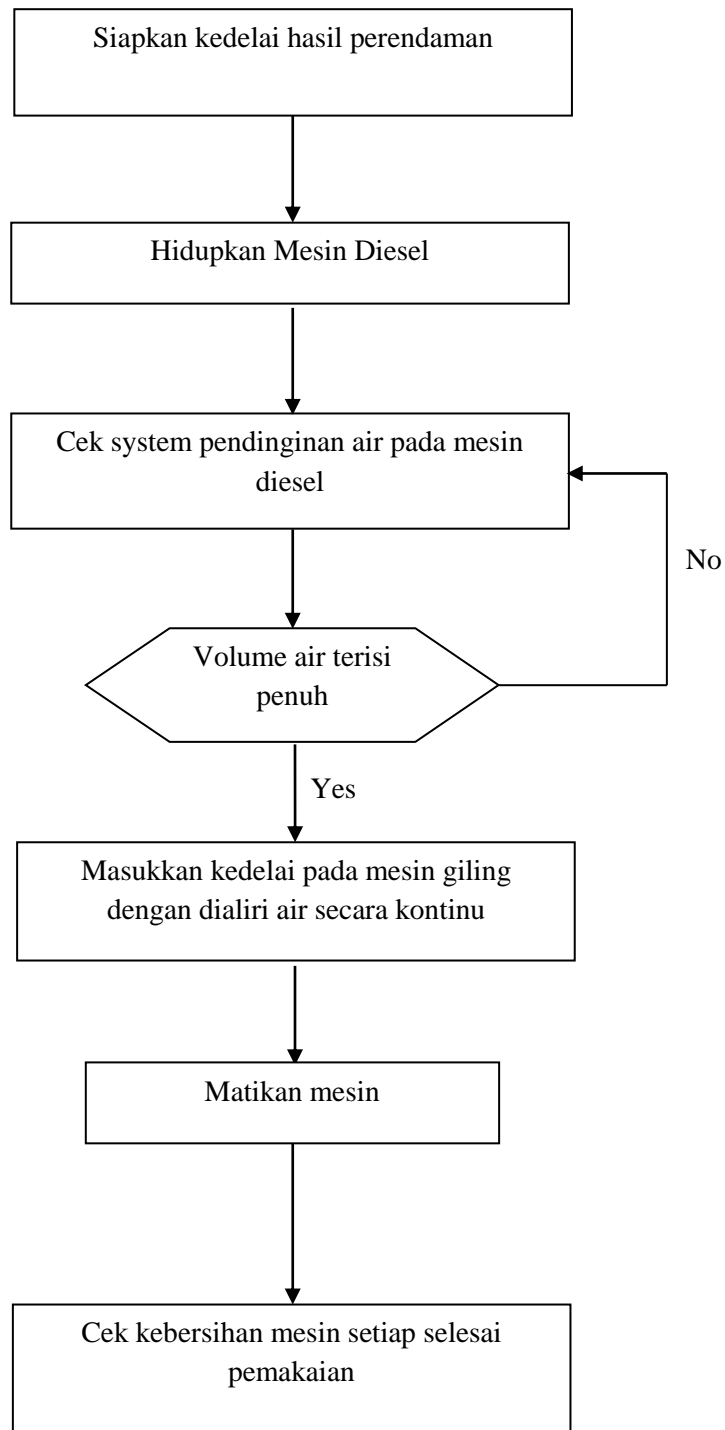 Siapkan kedelai hasil perendaman
Hidupkan Mesin Diesel
Cek system pendinginan air pada mesin
diesel
No
Volume air terisi
penuh
Yes
Masukkan kedelai pada mesin giling
dengan dialiri air secara kontinu
Matikan mesin
Cek kebersihan mesin setiap selesai
pemakaian